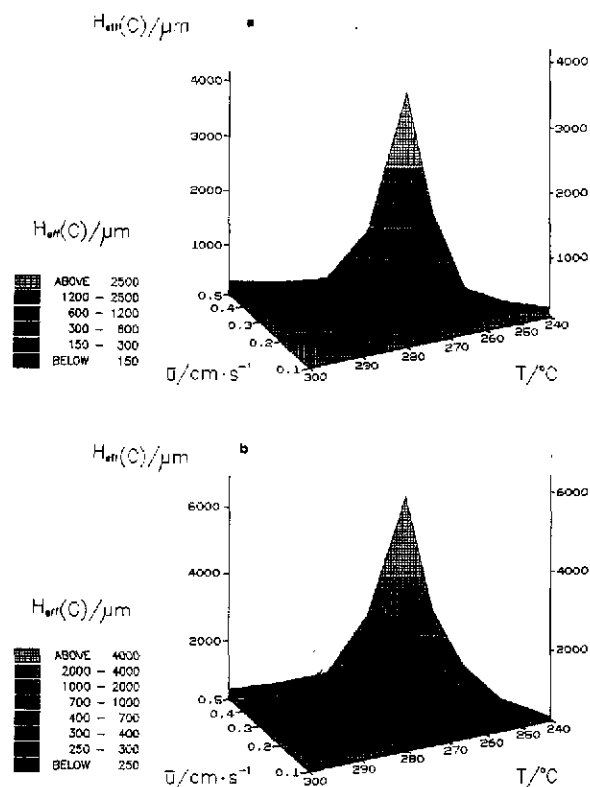 H eff(C)/μm
a
4000
4000
3000
3000
2000
2000
1000
1000
H eff(C)/μm
ABOVE 2500
1200 – 2500
600 – 1200
300 – 600
150 – 300
BELOW 150
0.5
0.4
0.3
0.2
0.1
300
290
280
270
260
250
240
ū/cm·s⁻¹
T/°C
H eff(C)/μm
b
6000
6000
4000
4000
2000
2000
H eff(C)/μm
ABOVE 4000
2000 – 4000
1000 – 2000
700 – 1000
400 – 700
300 – 400
250 – 300
BELOW 250
0.5
0.4
0.3
0.2
0.1
300
290
280
270
260
250
240
ū/cm·s⁻¹
T/°C